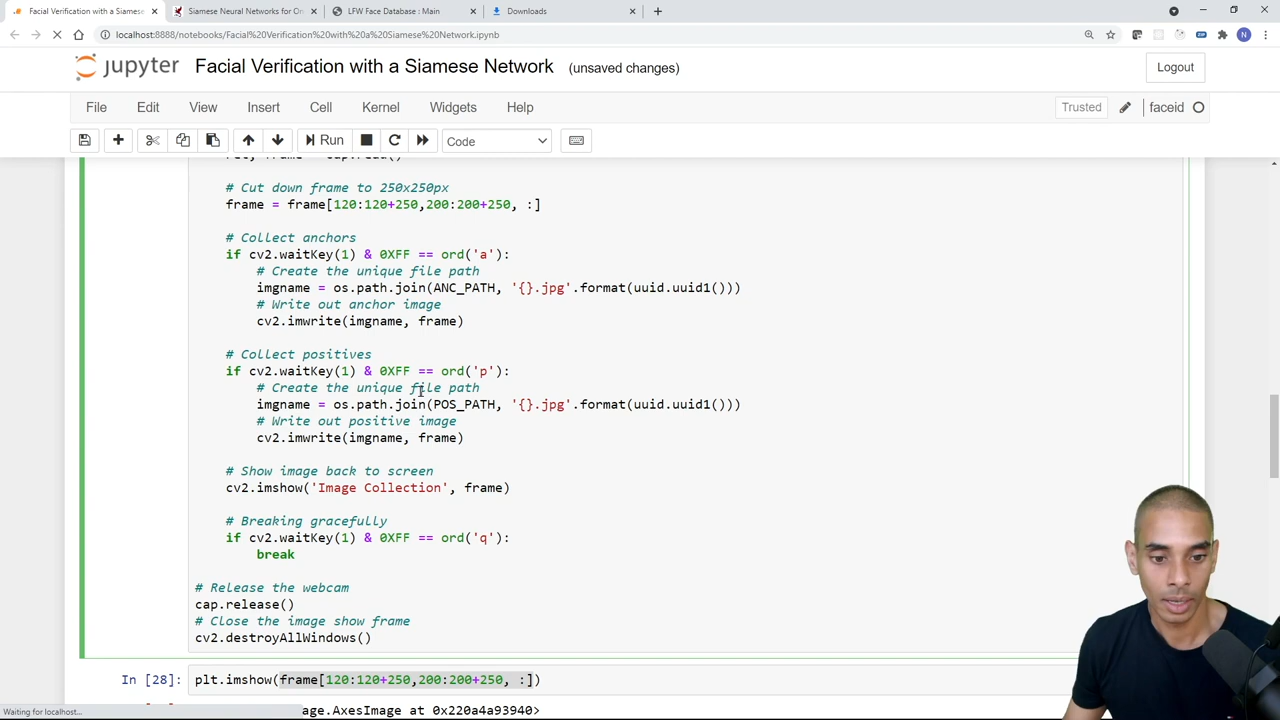 Facial Verification with a Siamese
Siamese Neural Networks for On
LFW Face Database : Main
Downloads
localhost:8888/notebooks/Facial%20Verification%20with%20a%20Siamese%20Network.ipynb
N
jupyter
Facial Verification with a Siamese Network (unsaved changes)
Logout
File Edit View Insert Cell Kernel Widgets Help
Trusted
faceid
Run
Code
# Cut down frame to 250x250px
frame = frame[120:120+250,200:200+250, :]
# Collect anchors
if cv2.waitKey(1) & 0XFF == ord('a'):
# Create the unique file path
imgname = os.path.join(ANC_PATH, '{}.jpg'.format(uuid.uuid1()))
# Write out anchor image
cv2.imwrite(imgname, frame)
# Collect positives
if cv2.waitKey(1) & 0XFF == ord('p'):
# Create the unique file path
imgname = os.path.join(POS_PATH, '{}.jpg'.format(uuid.uuid1()))
# Write out positive image
cv2.imwrite(imgname, frame)
# Show image back to screen
cv2.imshow('Image Collection', frame)
# Breaking gracefully
if cv2.waitKey(1) & 0XFF == ord('q'):
break
# Release the webcam
cap.release()
# Close the image show frame
cv2.destroyAllWindows()
In [28]: plt.imshow(frame[120:120+250,200:200+250, :])
Waiting for localhost...
age.AxesImage at 0x220a4a93940>